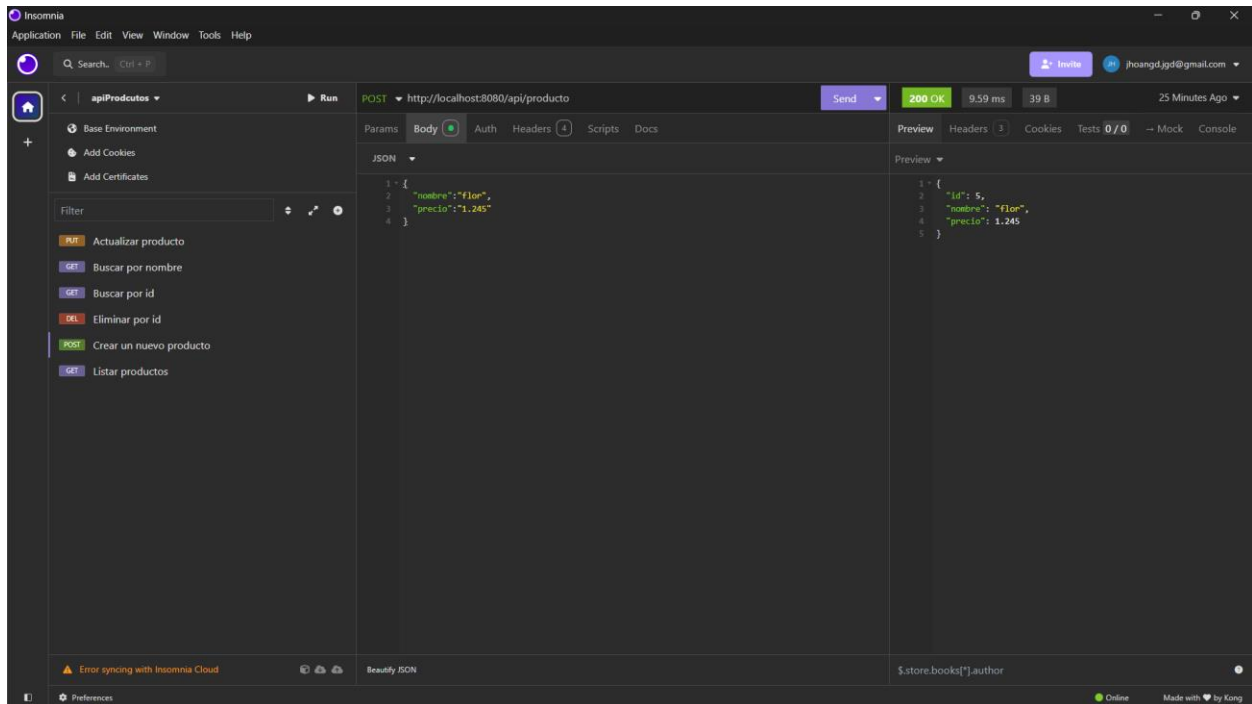 Insomnia
Application File Edit View Window Tools Help
Search.. Ctrl + P
Invite
JH
jhoangd.jgd@gmail.com
apiProdcutos
Run
Base Environment
Add Cookies
Add Certificates
Filter
PUT Actualizar producto
GET Buscar por nombre
GET Buscar por id
DEL Eliminar por id
POST Crear un nuevo producto
GET Listar productos
Error syncing with Insomnia Cloud
Preferences
POST http://localhost:8080/api/producto
Send
Params Body Auth Headers 4 Scripts Docs
JSON
1 {
2 "nombre":"flor",
3 "precio":"1.245"
4 }
Beautify JSON
200 OK 9.59 ms 39 B 25 Minutes Ago
Preview Headers 3 Cookies Tests 0 / 0 → Mock Console
Preview
1 {
2 "id": 5,
3 "nombre": "flor",
4 "precio": 1.245
5 }
$.store.books[*].author
Online
Made with ♥ by Kong